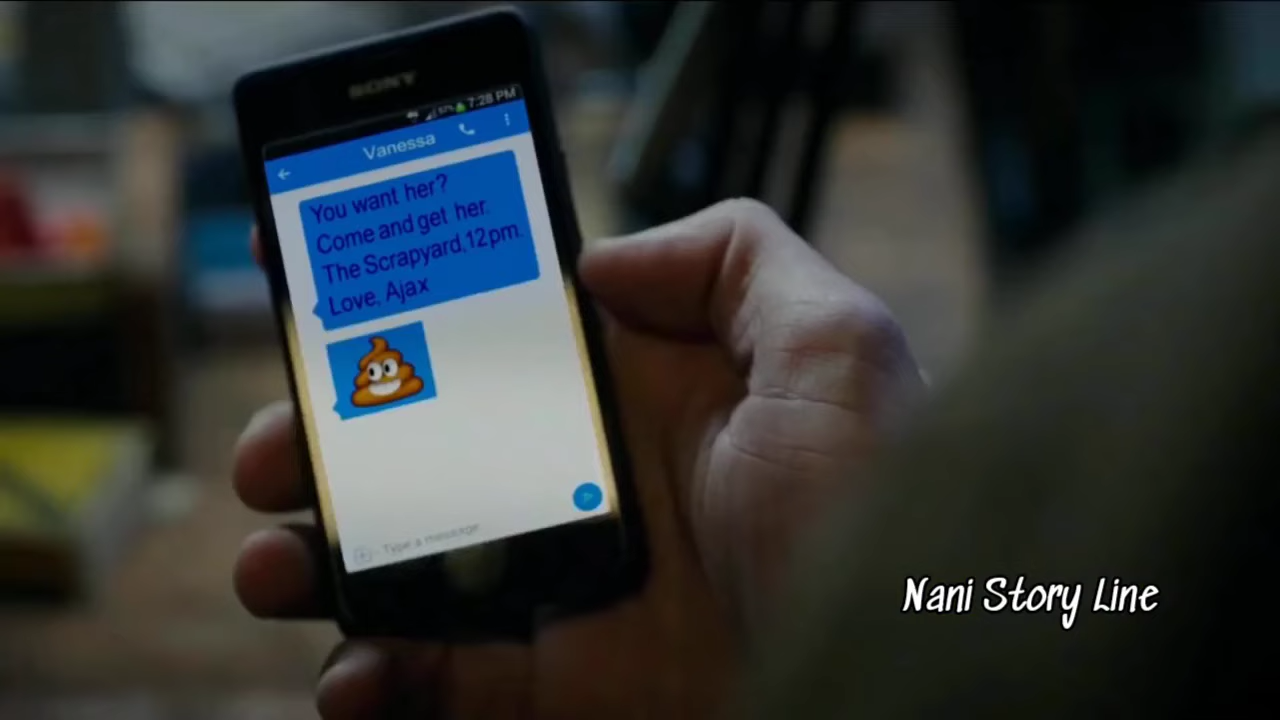 SONY
7:28 PM
Vanessa
You want her?
Come and get her.
The Scrapyard,12pm.
Love, Ajax
Type a message
Nani Story Line